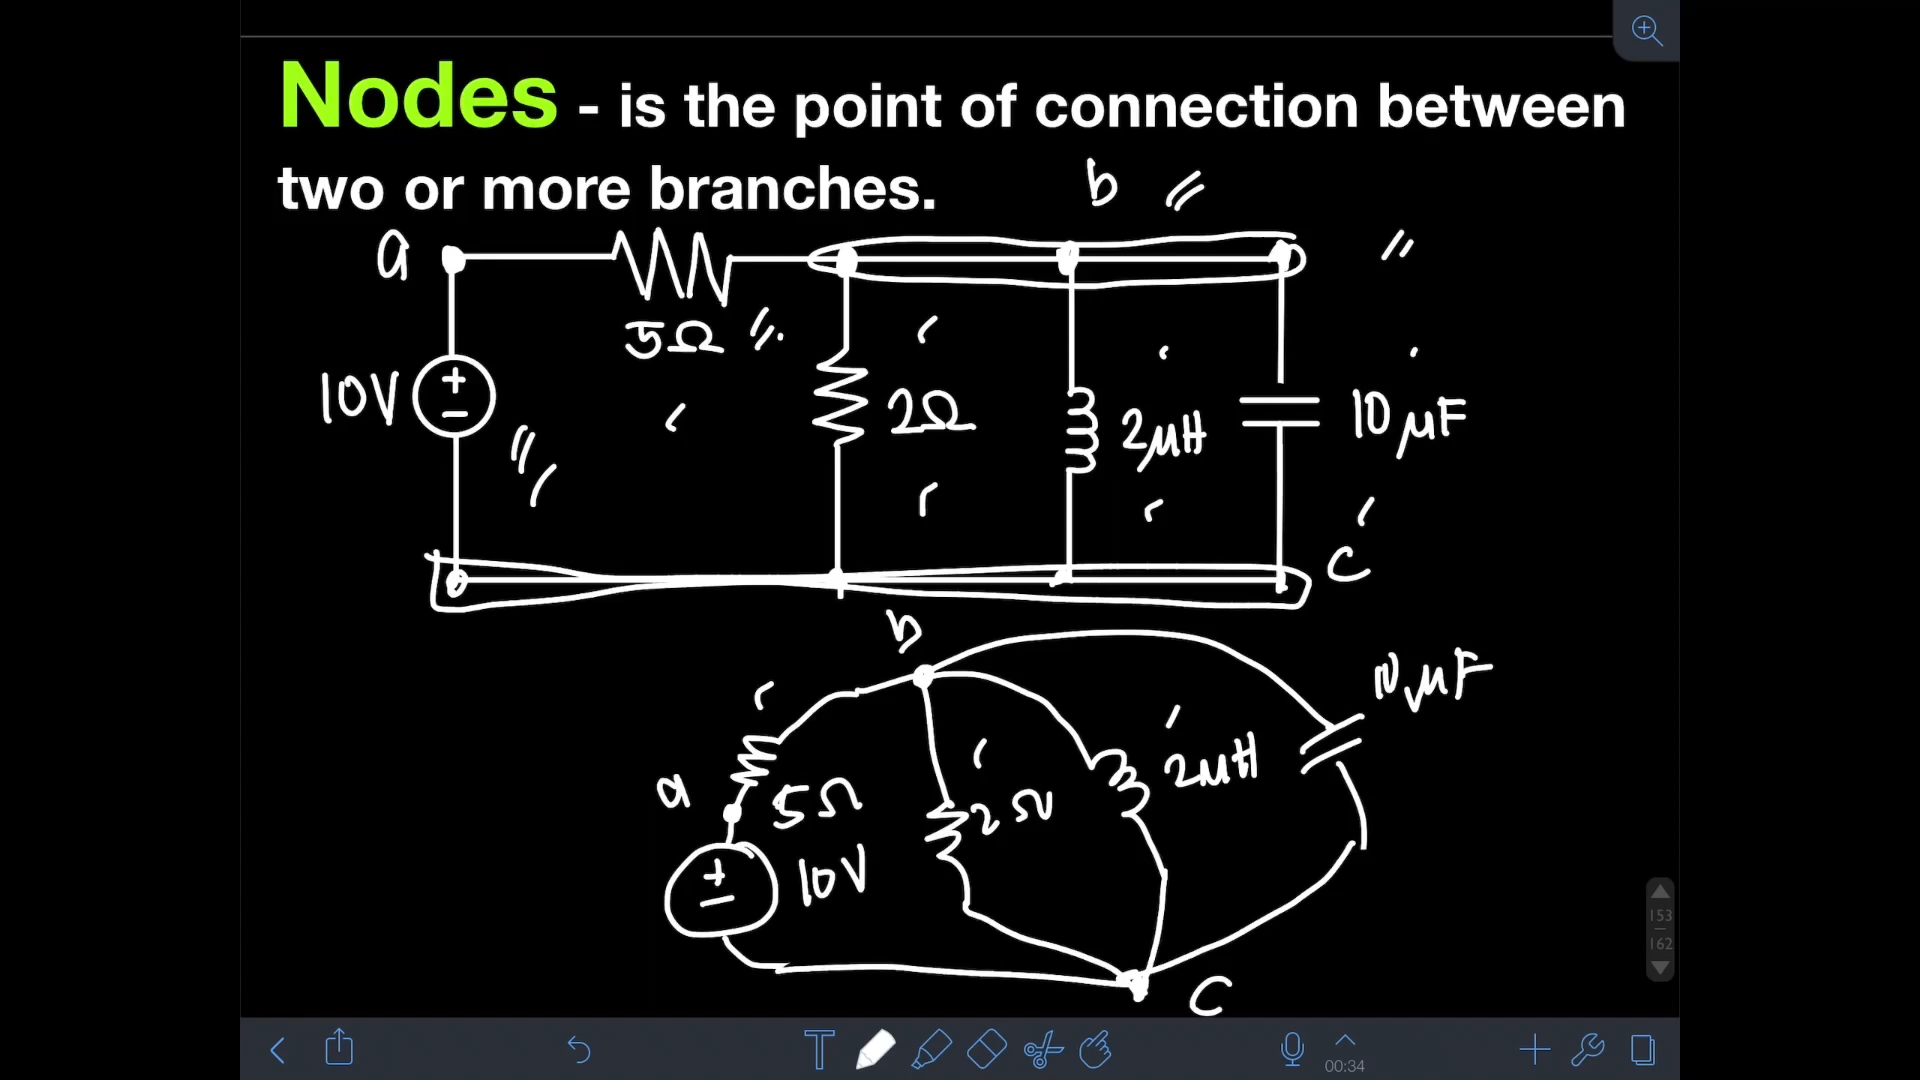 Nodes - is the point of connection between
two or more branches.
b
a
5Ω
10V
+
−
2Ω
2μH
10μF
c
b
10μF
2μH
a
5Ω
2Ω
+
−
10V
c
153
162
T
00:34